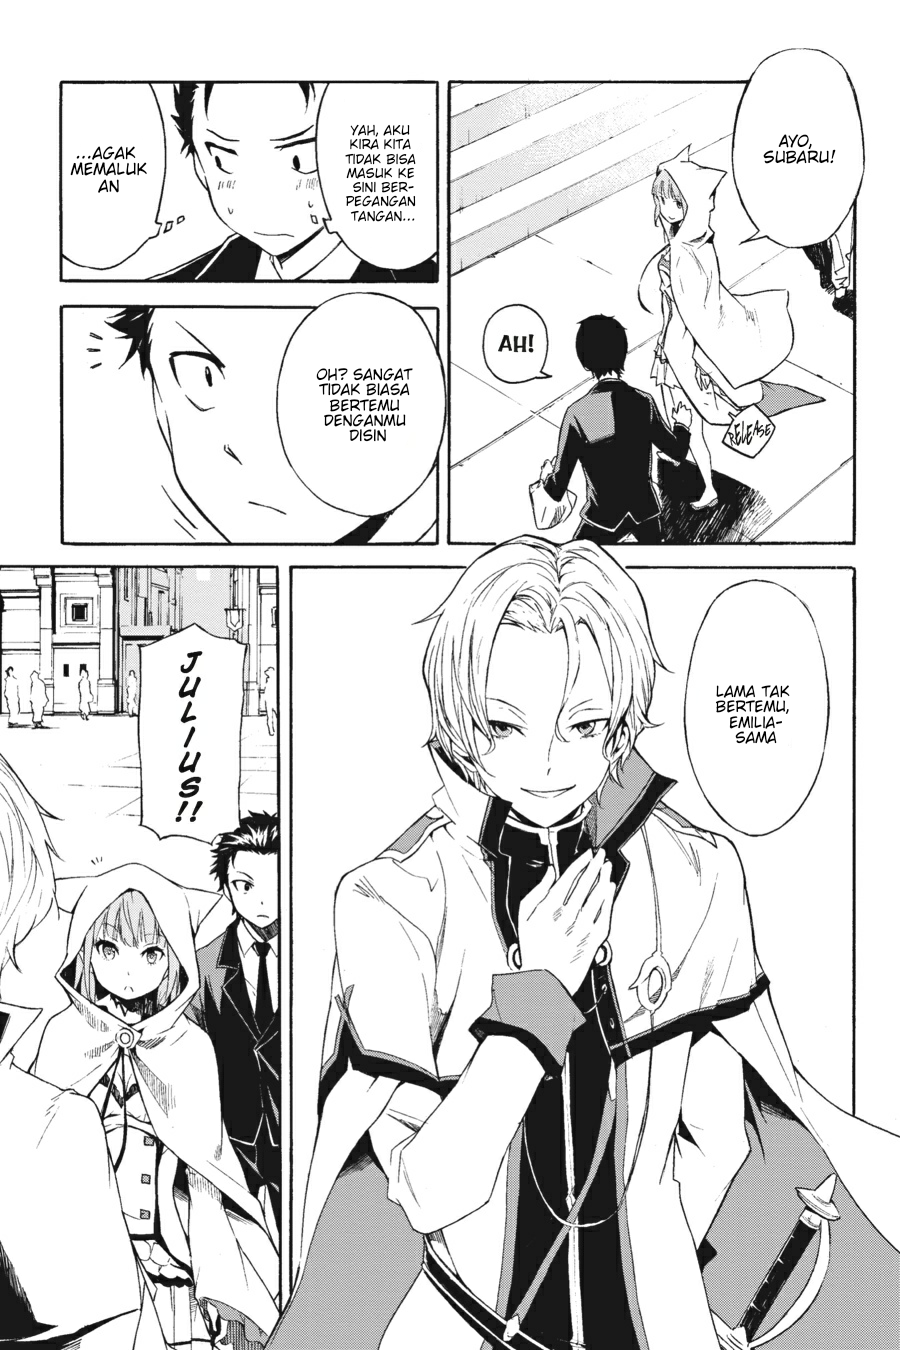 AYO,
SUBARU!
AH!
RELEASE
YAH, AKU
KIRA KITA
TIDAK BISA
MASUK KE
SINI BER-
PEGANGAN
TANGAN...
...AGAK
MEMALUK
AN
OH? SANGAT
TIDAK BIASA
BERTEMU
DENGANMU
DISIN
LAMA TAK
BERTEMU,
EMILIA-
SAMA
JULIUS!!